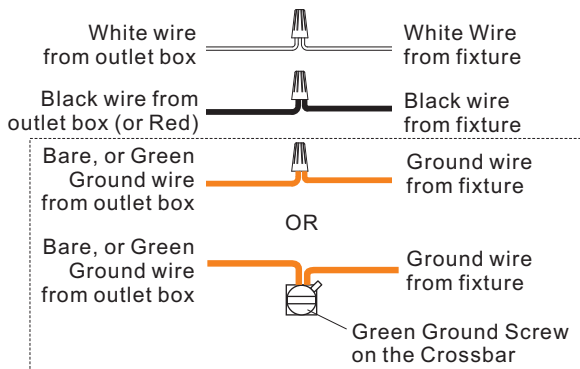 White wire
from outlet box
White Wire
from fixture
Black wire from
outlet box (or Red)
Black wire
from fixture
Bare, or Green
Ground wire
from outlet box
Ground wire
from fixture
OR
Bare, or Green
Ground wire
from outlet box
Ground wire
from fixture
Green Ground Screw
on the Crossbar